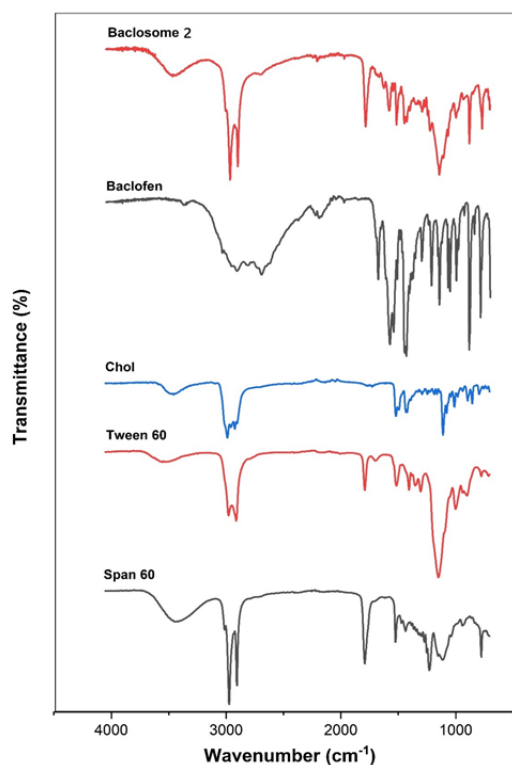 Baclosome 2
Baclofen
Chol
Tween 60
Span 60
Transmittance (%)
4000 3000 2000 1000
Wavenumber (cm⁻¹)